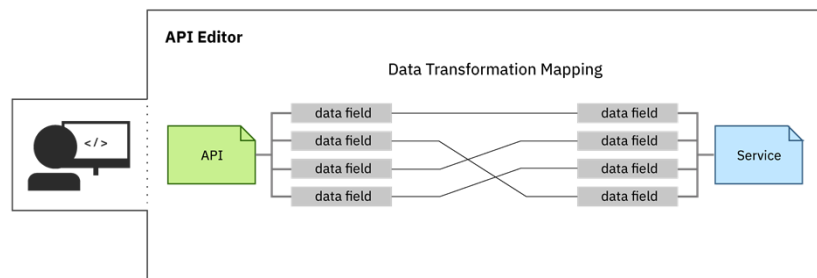 API Editor
Data Transformation Mapping
data field data field
data field data field
</>
API
Service
data field data field
data field data field